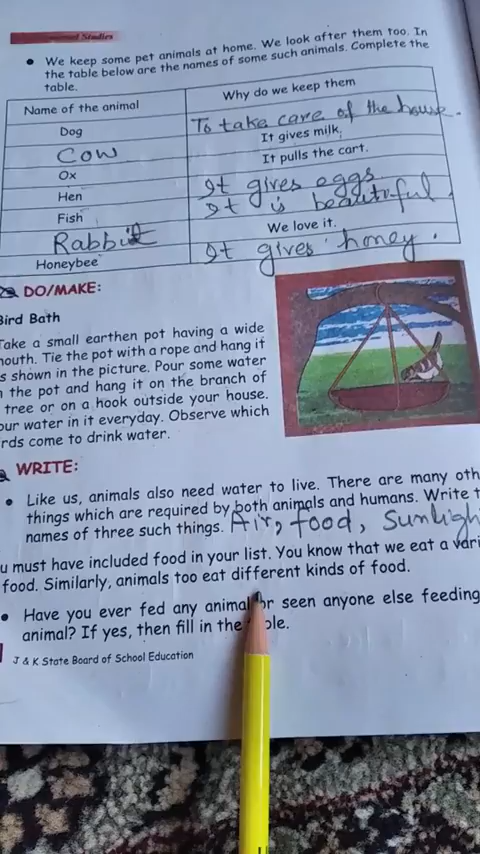 Studies
• We keep some pet animals at home. We look after them too. In
the table below are the names of some such animals. Complete the
table.
Name of the animal Why do we keep them
Dog To take care of the house.
Cow It gives milk.
Ox It pulls the cart.
Hen It gives eggs
Fish It is beautiful.
Rabbit We love it.
Honeybee It gives honey.
DO/MAKE:
Bird Bath
Take a small earthen pot having a wide
mouth. Tie the pot with a rope and hang it
s shown in the picture. Pour some water
the pot and hang it on the branch of
tree or on a hook outside your house.
our water in it everyday. Observe which
rds come to drink water.
WRITE:
• Like us, animals also need water to live. There are many oth
things which are required by both animals and humans. Write t
names of three such things. Air, food, Sunligh
u must have included food in your list. You know that we eat a vari
food. Similarly, animals too eat different kinds of food.
• Have you ever fed any animal or seen anyone else feeding
animal? If yes, then fill in the table.
J & K State Board of School Education